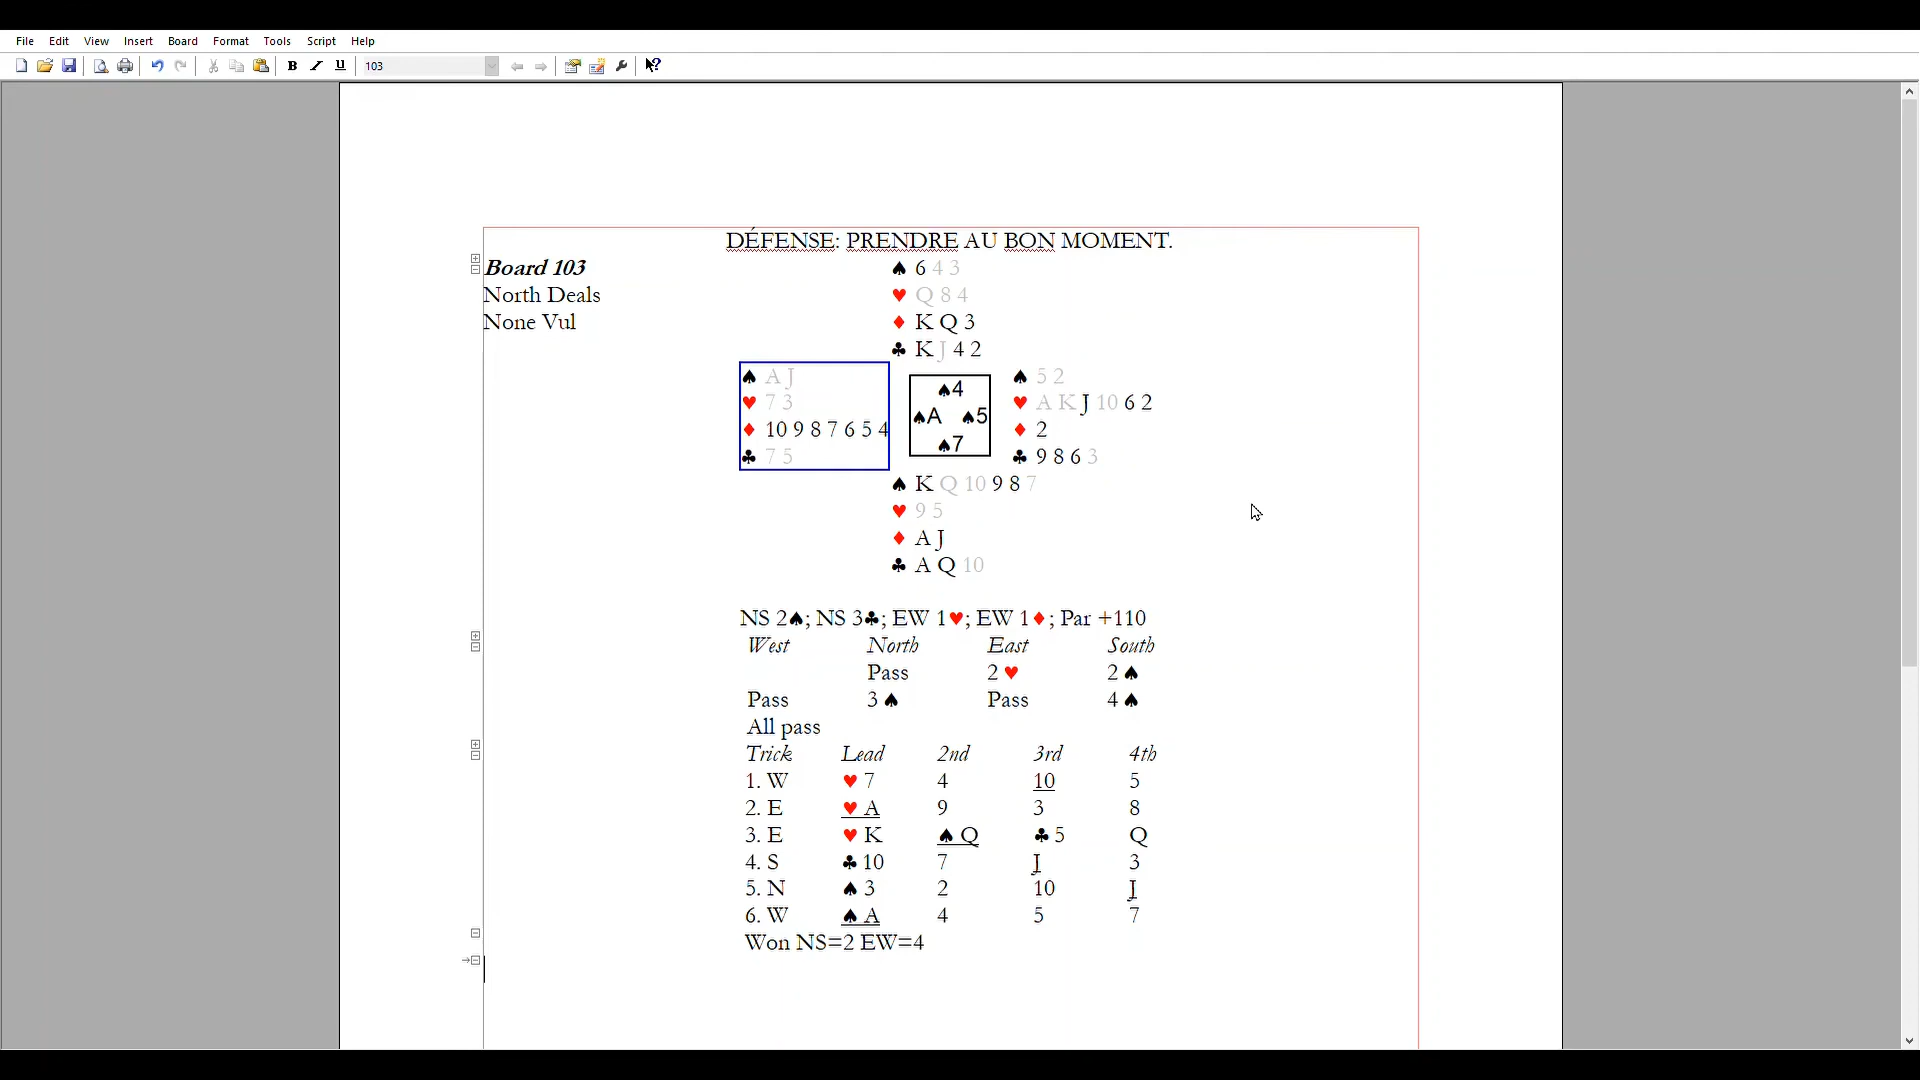 File Edit View Insert Board Format Tools Script Help
B I U 103
DÉFENSE: PRENDRE AU BON MOMENT.
Board 103
North Deals
None Vul
♠ 6 4 3
♥ Q 8 4
♦ K Q 3
♣ K J 4 2
♠ A J
♥ 7 3
♦ 10 9 8 7 6 5 4
♣ 7 5
♠4
♠A ♠5
♠7
♠ 5 2
♥ A K J 10 6 2
♦ 2
♣ 9 8 6 3
♠ K Q 10 9 8 7
♥ 9 5
♦ A J
♣ A Q 10
NS 2♠; NS 3♣; EW 1♥; EW 1♦; Par +110
West North East South
Pass 2 ♥ 2 ♠
Pass 3 ♠ Pass 4 ♠
All pass
Trick Lead 2nd 3rd 4th
1. W ♥ 7 4 10 5
2. E ♥ A 9 3 8
3. E ♥ K ♠ Q ♣ 5 Q
4. S ♣ 10 7 J 3
5. N ♠ 3 2 10 J
6. W ♠ A 4 5 7
Won NS=2 EW=4